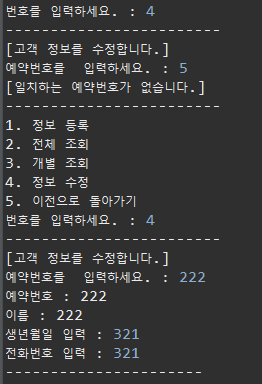 번호를 입력하세요. : 4
------------------------
[고객 정보를 수정합니다.]
예약번호를  입력하세요. : 5
[일치하는 예약번호가 없습니다.]
------------------------
1. 정보 등록
2. 전체 조회
3. 개별 조회
4. 정보 수정
5. 이전으로 돌아가기
번호를 입력하세요. : 4
------------------------
[고객 정보를 수정합니다.]
예약번호를  입력하세요. : 222
예약번호 : 222
이름 : 222
생년월일 입력 : 321
전화번호 입력 : 321
----------------------